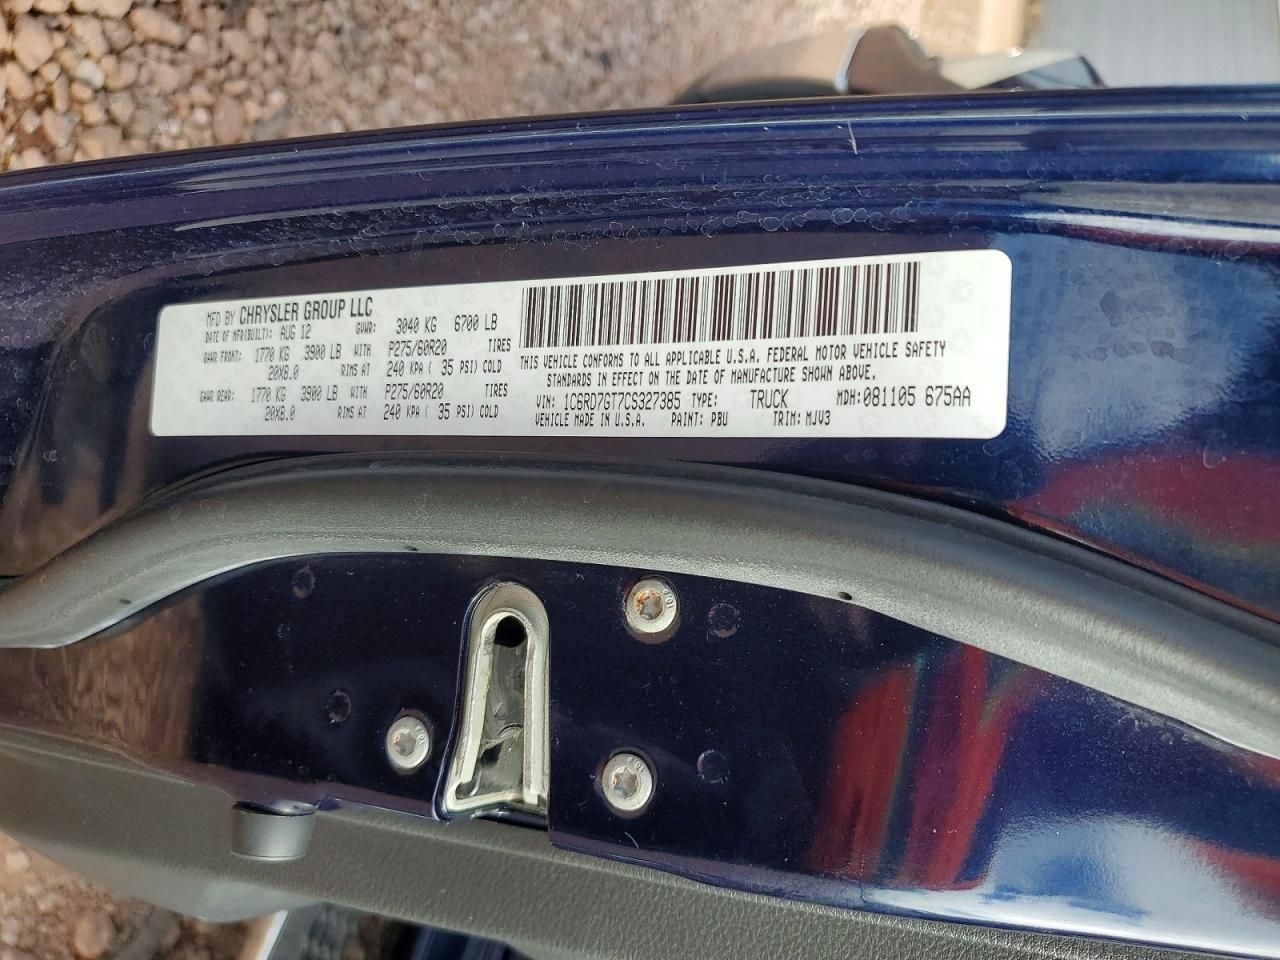 MFD BY CHRYSLER GROUP LLC
DATE OF MFR(BUILT): AUG 12 GVWR: 3040 KG 6700 LB
GAWR FRONT: 1770 KG 3900 LB WITH P275/60R20 TIRES
20X8.0 RIMS AT 240 KPA ( 35 PSI) COLD
GAWR REAR: 1770 KG 3900 LB WITH P275/60R20 TIRES
20X8.0 RIMS AT 240 KPA ( 35 PSI) COLD
THIS VEHICLE CONFORMS TO ALL APPLICABLE U.S.A. FEDERAL MOTOR VEHICLE SAFETY
STANDARDS IN EFFECT ON THE DATE OF MANUFACTURE SHOWN ABOVE.
VIN: 1C6RD7GT7CS327385 TYPE: TRUCK MDH:081105 675AA
VEHICLE MADE IN U.S.A. PAINT: PBU TRIM: MJV3